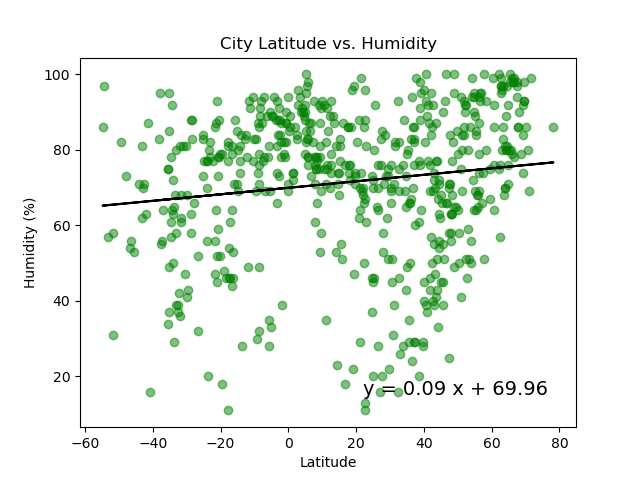 City Latitude vs. Humidity
100
80
60
40
20
Humidity (%)
y = 0.09 x + 69.96
−60 −40 −20 0 20 40 60 80
Latitude